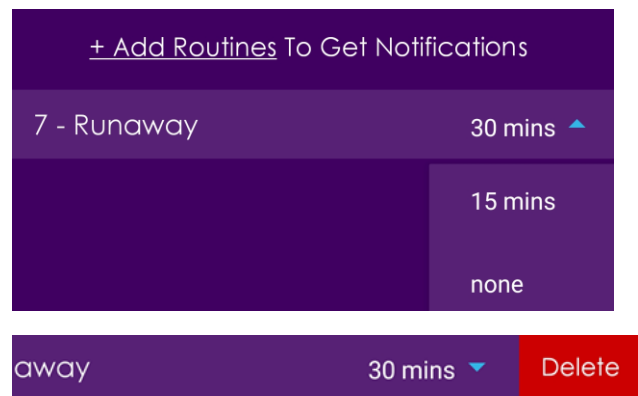 + Add Routines To Get Notifications
7 - Runaway 30 mins
15 mins
none
away 30 mins Delete